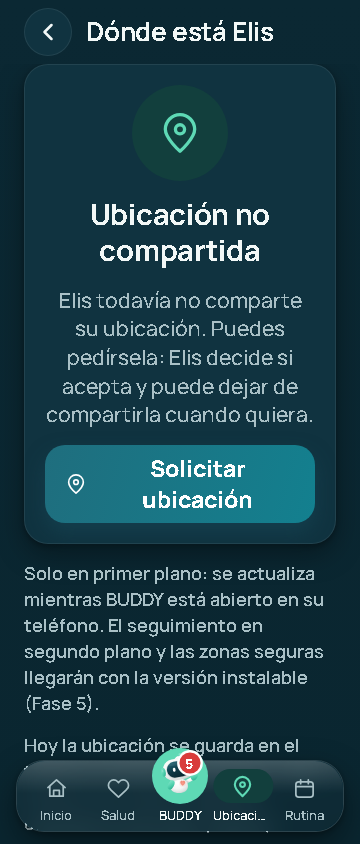 Dónde está Elis
Ubicación no
compartida
Elis todavía no comparte
su ubicación. Puedes
pedírsela: Elis decide si
acepta y puede dejar de
compartirla cuando quiera.
Solicitar
ubicación
Solo en primer plano: se actualiza
mientras BUDDY está abierto en su
teléfono. El seguimiento en
segundo plano y las zonas seguras
llegarán con la versión instalable
(Fase 5).
Hoy la ubicación se guarda en el
5
Inicio
Salud
BUDDY
Ubicaci...
Rutina